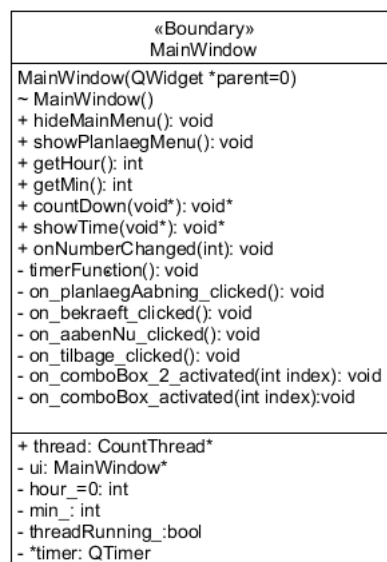 «Boundary»
MainWindow
MainWindow(QWidget *parent=0)
~ MainWindow()
+ hideMainMenu(): void
+ showPlanlaegMenu(): void
+ getHour(): int
+ getMin(): int
+ countDown(void*): void*
+ showTime(void*): void*
+ onNumberChanged(int): void
- timerFunction(): void
- on_planlaegAabning_clicked(): void
- on_bekraeft_clicked(): void
- on_aabenNu_clicked(): void
- on_tilbage_clicked(): void
- on_comboBox_2_activated(int index): void
- on_comboBox_activated(int index):void
+ thread: CountThread*
- ui: MainWindow*
- hour_=0: int
- min_: int
- threadRunning_:bool
- *timer: QTimer